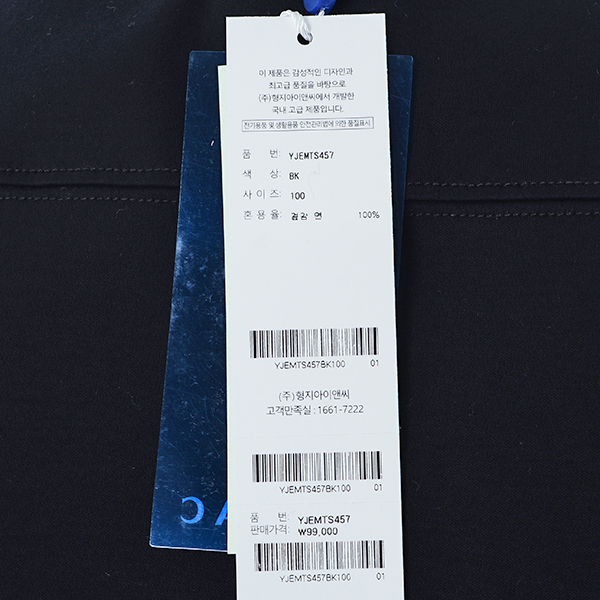 이 제품은 감성적인 디자인과
최고급 품질을 바탕으로
(주)형지아이앤씨에서 개발한
국내 고급 제품입니다.
전기용품 및 생활용품 안전관리법에 의한 품질표시
품 번: YJEMTS457
색 상: BK
사 이 즈: 100
혼 용 율: 겉감 면 100%
YJEMTS457BK100 01
(주)형지아이앤씨
고객만족실 : 1661-7222
YJEMTS457BK100 01
품 번: YJEMTS457
판매가격: ₩99,000
YJEMTS457BK100 01